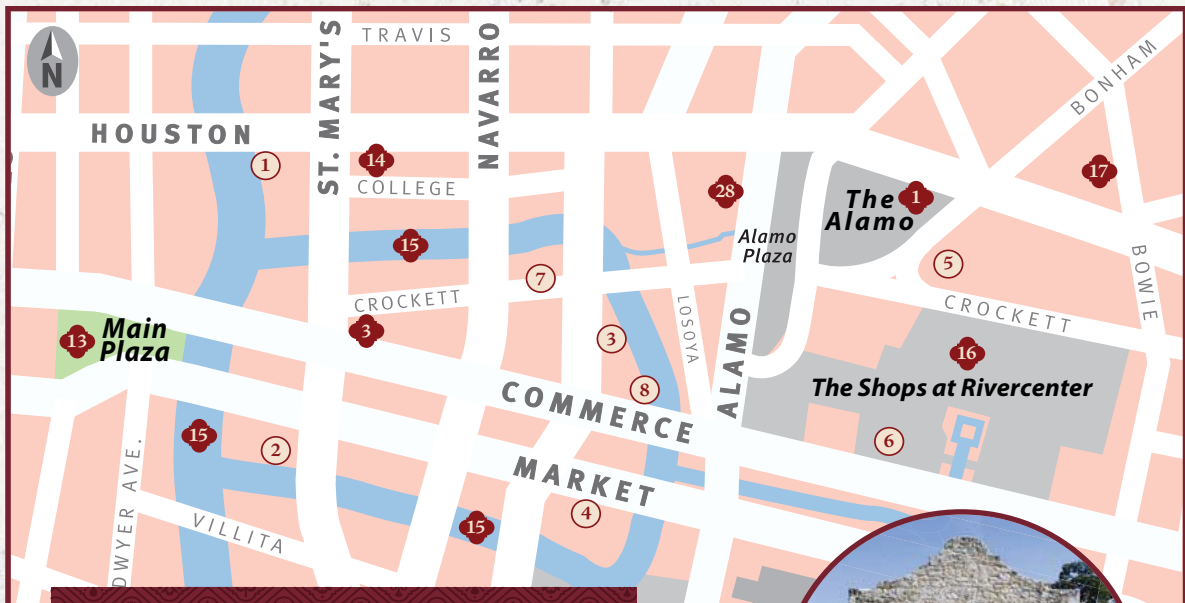 N
TRAVIS
HOUSTON
ST. MARY'S
NAVARRO
BONHAM
1
14
COLLEGE
28
The
Alamo
1
17
15
Alamo
Plaza
7
5
BOWIE
CROCKETT
CROCKETT
LOSOYA
13
Main
Plaza
3
3
ALAMO
16
The Shops at Rivercenter
8
COMMERCE
15
2
6
MARKET
DWYER AVE.
VILLITA
15
4